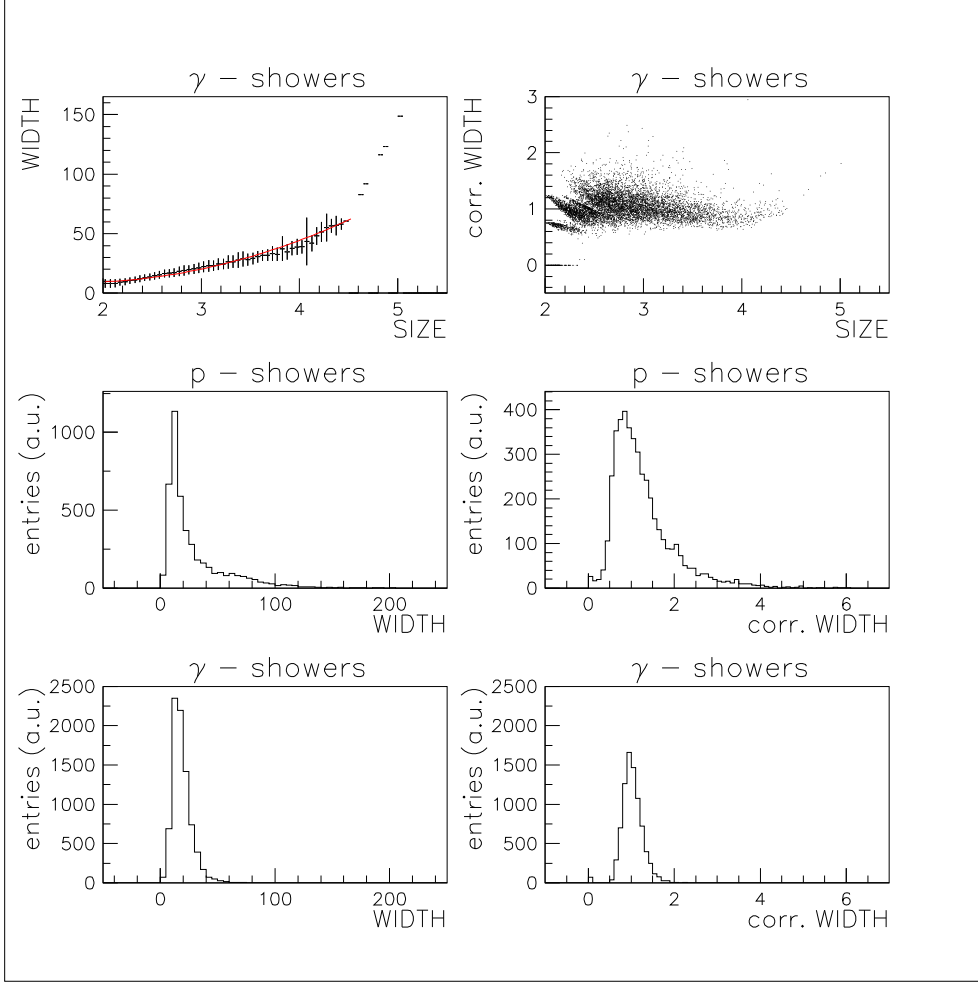 γ – showers
WIDTH
150
100
50
0
2 3 4 5
SIZE
γ – showers
corr. WIDTH
3
2
1
0
2 3 4 5
SIZE
p – showers
entries (a.u.)
1000
500
0
0 100 200
WIDTH
p – showers
entries (a.u.)
400
300
200
100
0
0 2 4 6
corr. WIDTH
γ – showers
entries (a.u.)
2500
2000
1500
1000
500
0
0 100 200
WIDTH
γ – showers
entries (a.u.)
2500
2000
1500
1000
500
0
0 2 4 6
corr. WIDTH